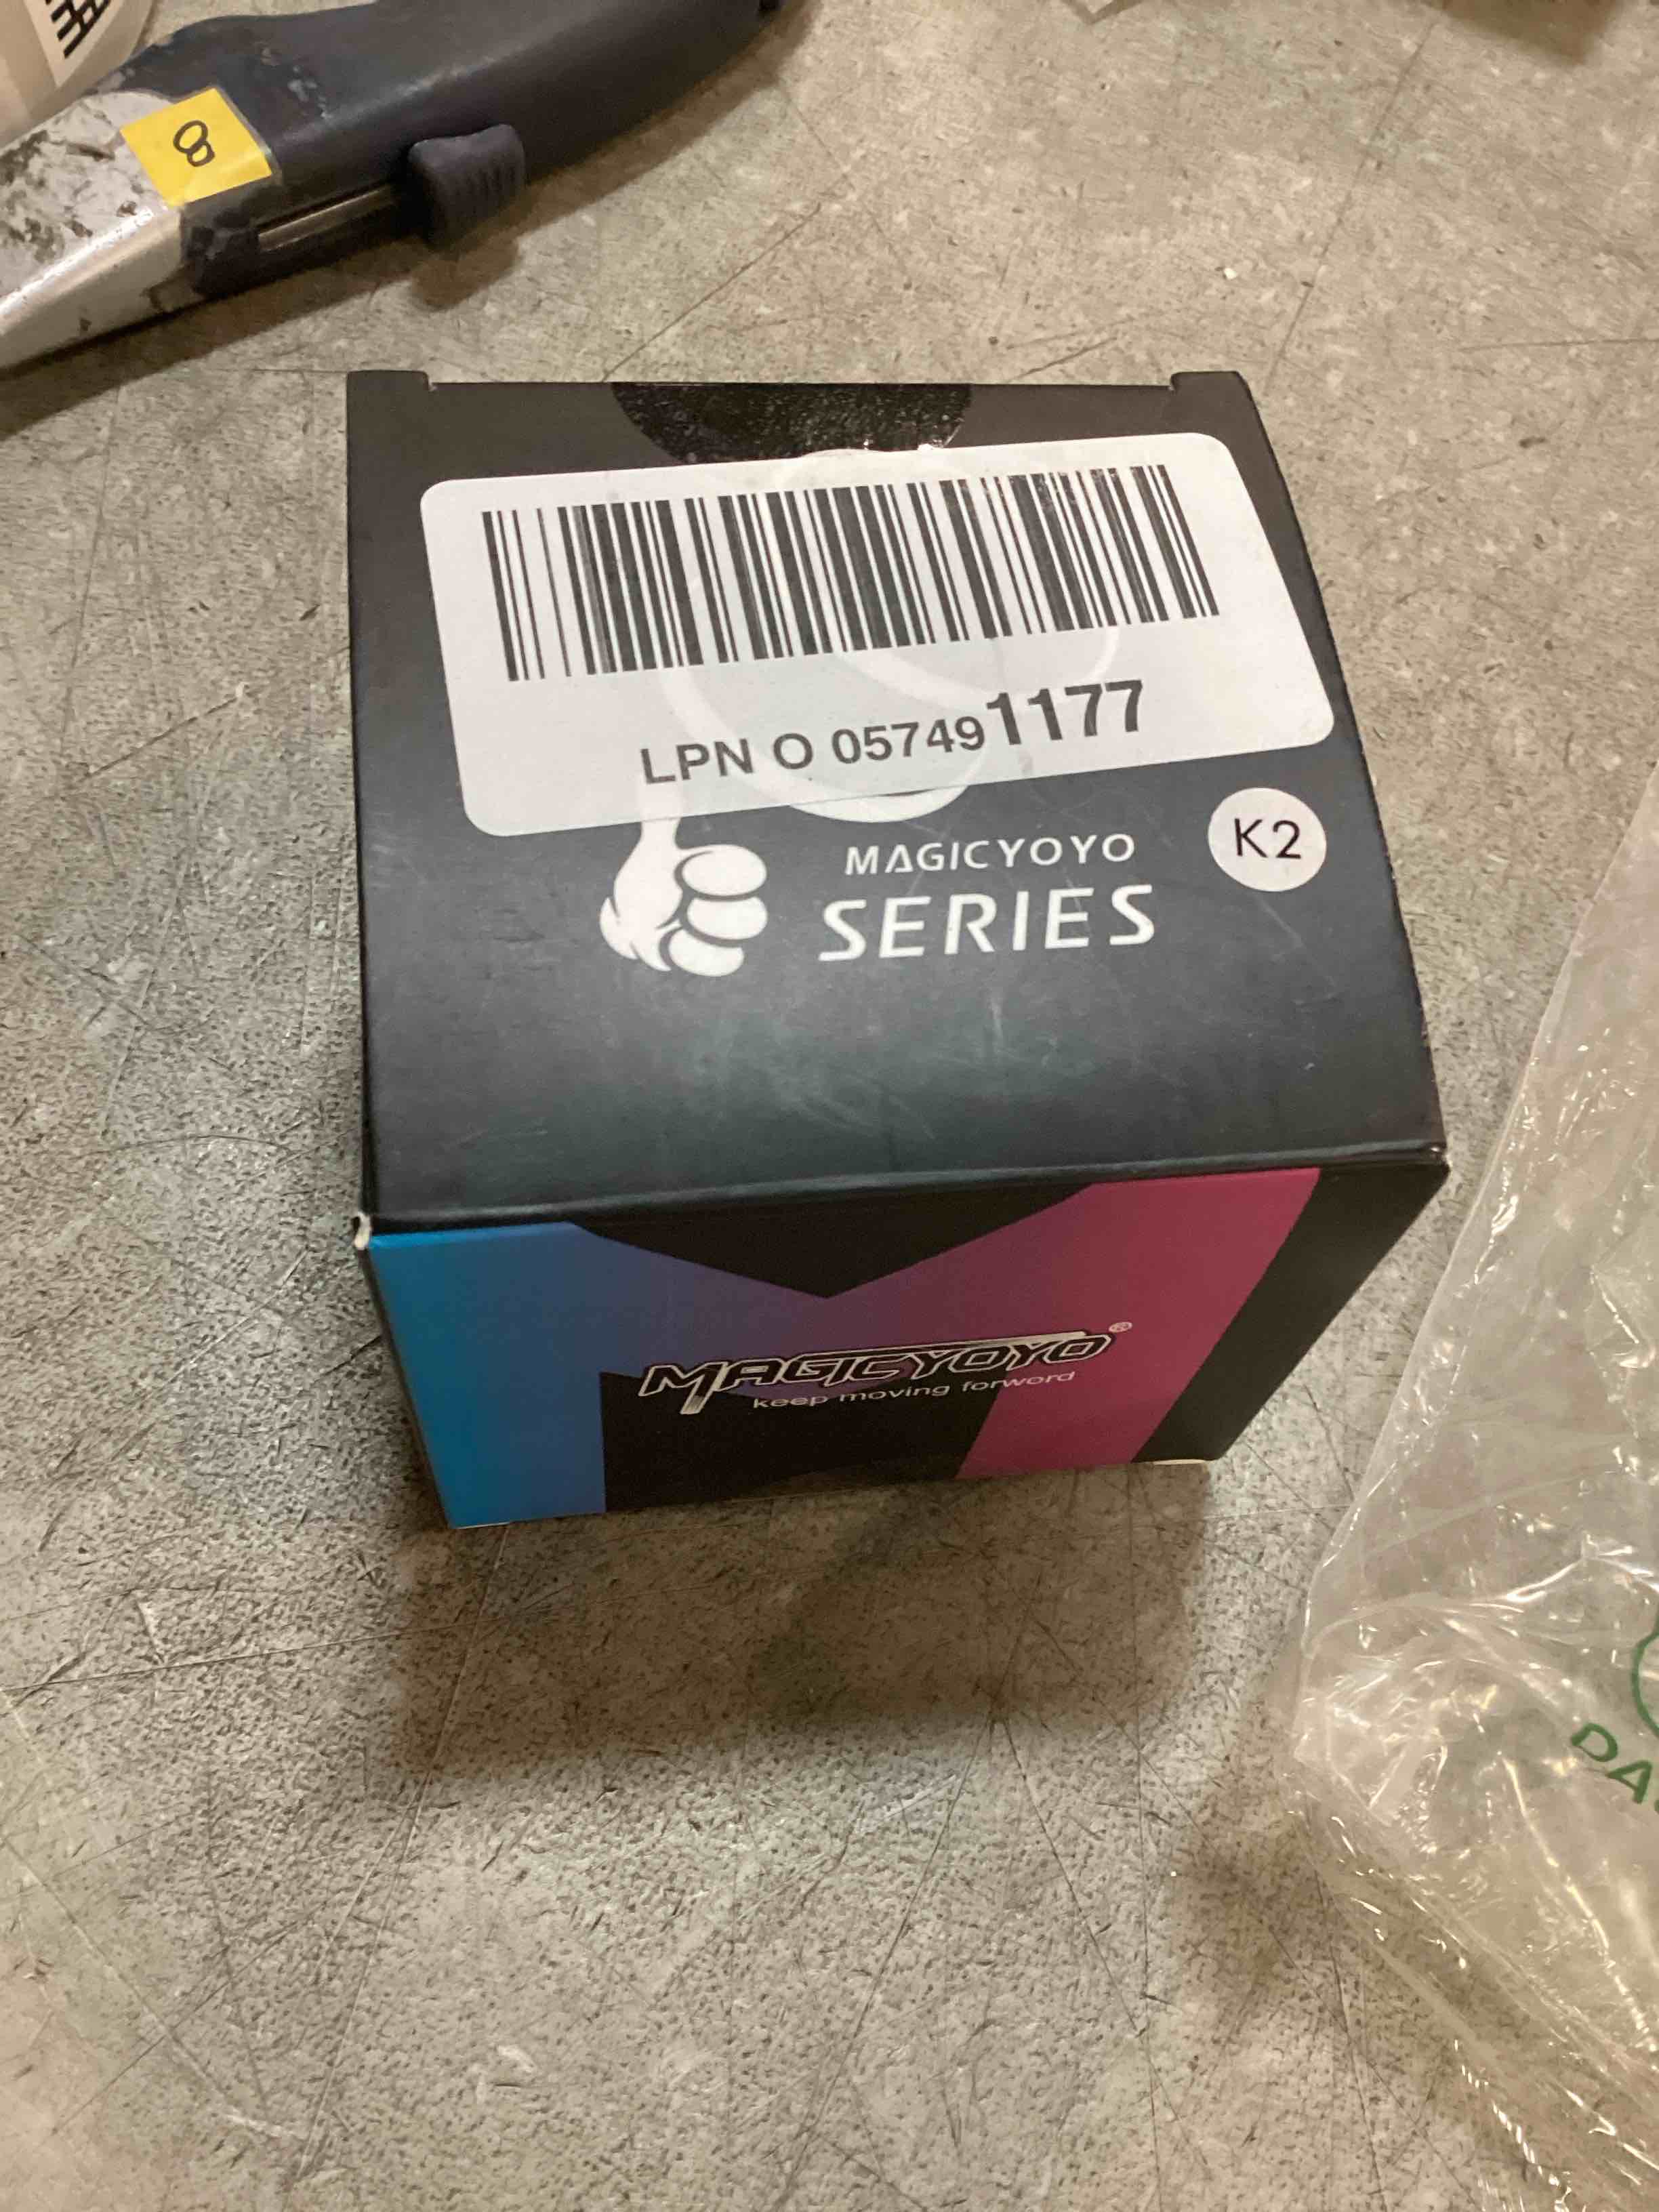 8
LPN O 057491177
MAGICYOYO
SERIES
K2
MAGICYOYO®
keep moving forword